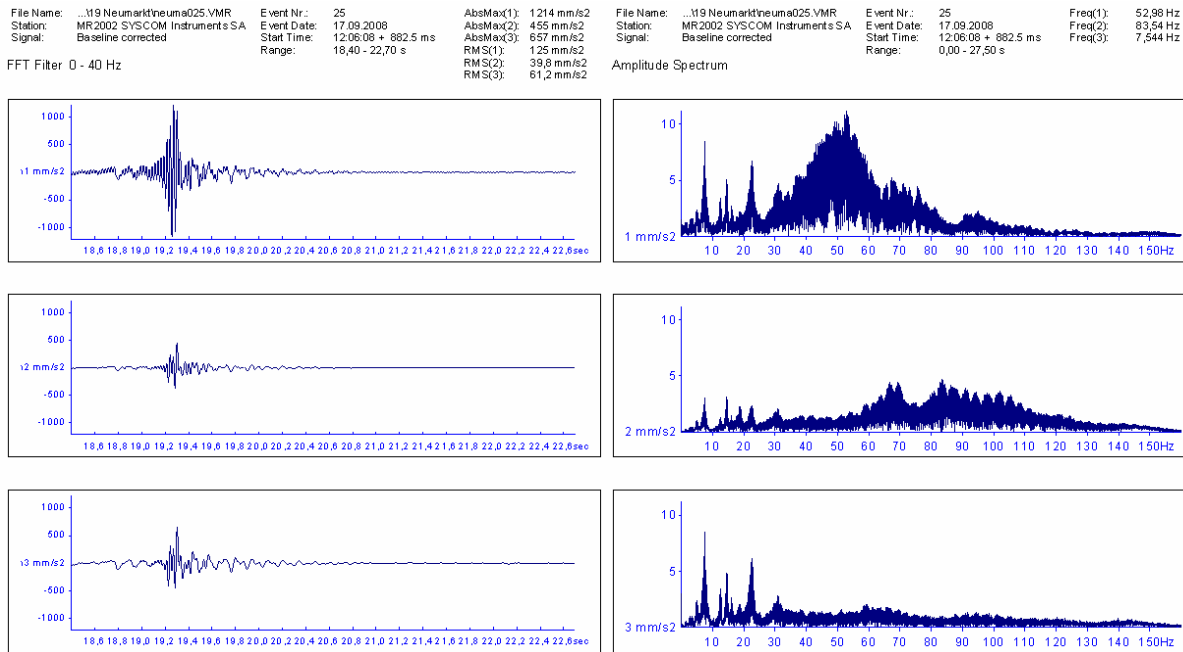 File Name: ...\19 Neumarkt\neuma025.VMR Event Nr.: 25 AbsMax(1): 1214 mm/s2
Station: MR2002 SYSCOM Instruments SA Event Date: 17.09.2008 AbsMax(2): 455 mm/s2
Signal: Baseline corrected Start Time: 12:06:08 + 882.5 ms AbsMax(3): 657 mm/s2
Range: 18,40 - 22,70 s RMS(1): 125 mm/s2
RMS(2): 39,8 mm/s2
RMS(3): 61,2 mm/s2
FFT Filter 0 - 40 Hz
1000
500
1 mm/s2
-500
-1000
18,6 18,8 19,0 19,2 19,4 19,6 19,8 20,0 20,2 20,4 20,6 20,8 21,0 21,2 21,4 21,6 21,8 22,0 22,2 22,4 22,6sec
1000
500
2 mm/s2
-500
-1000
18,6 18,8 19,0 19,2 19,4 19,6 19,8 20,0 20,2 20,4 20,6 20,8 21,0 21,2 21,4 21,6 21,8 22,0 22,2 22,4 22,6sec
1000
500
3 mm/s2
-500
-1000
18,6 18,8 19,0 19,2 19,4 19,6 19,8 20,0 20,2 20,4 20,6 20,8 21,0 21,2 21,4 21,6 21,8 22,0 22,2 22,4 22,6sec
File Name: ...\19 Neumarkt\neuma025.VMR Event Nr.: 25 Freq(1): 52,98 Hz
Station: MR2002 SYSCOM Instruments SA Event Date: 17.09.2008 Freq(2): 83,54 Hz
Signal: Baseline corrected Start Time: 12:06:08 + 882.5 ms Freq(3): 7,544 Hz
Range: 0,00 - 27,50 s
Amplitude Spectrum
10
5
1 mm/s2
10 20 30 40 50 60 70 80 90 100 110 120 130 140 150Hz
10
5
2 mm/s2
10 20 30 40 50 60 70 80 90 100 110 120 130 140 150Hz
10
5
3 mm/s2
10 20 30 40 50 60 70 80 90 100 110 120 130 140 150Hz